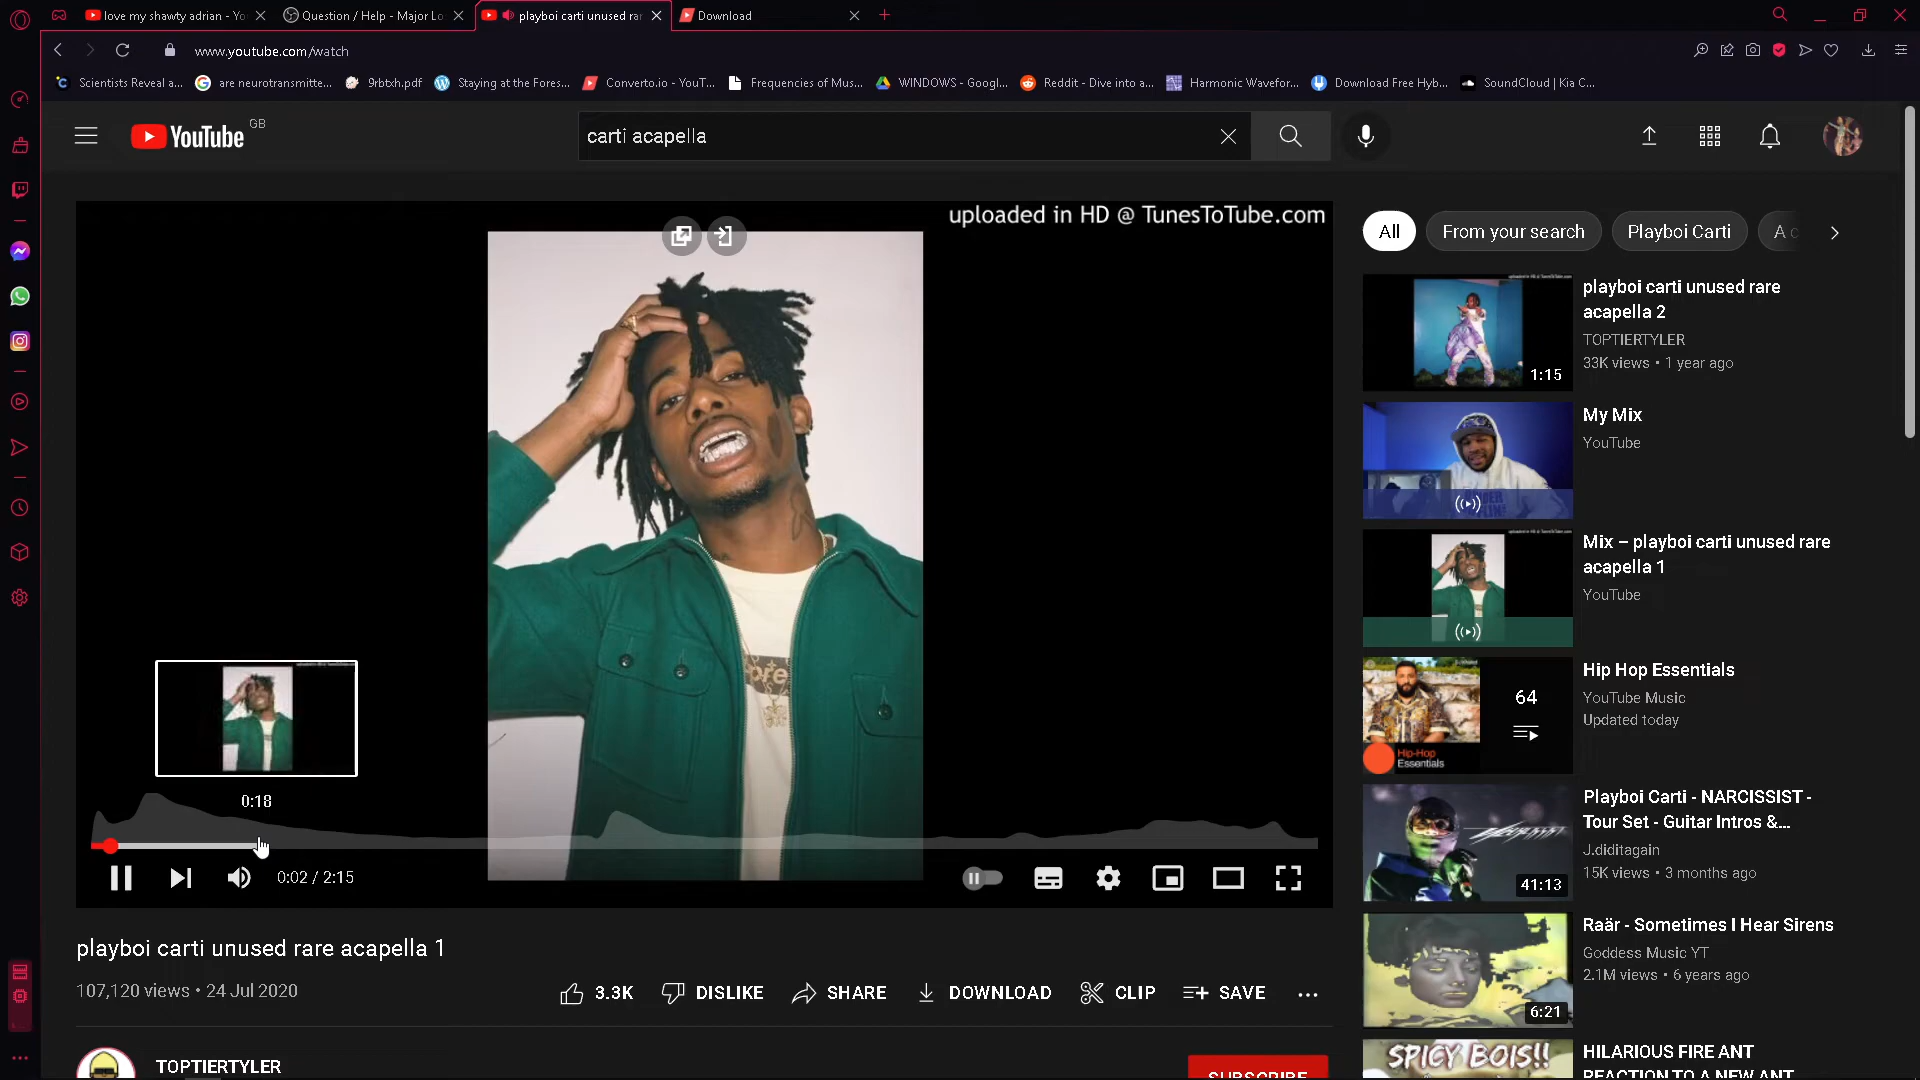 love my shawty adrian - Yo
Question / Help - Major Lo
playboi carti unused rar
Download
www.youtube.com/watch
Scientists Reveal a...
are neurotransmitte...
9rbtxh.pdf
Staying at the Fores...
Converto.io - YouT...
Frequencies of Mus...
WINDOWS - Googl...
Reddit - Dive into a...
Harmonic Wavefor...
Download Free Hyb...
SoundCloud | Kia C...
YouTube
GB
carti acapella
uploaded in HD @ TunesToTube.com
0:18
0:02 / 2:15
playboi carti unused rare acapella 1
107,120 views • 24 Jul 2020
3.3K
DISLIKE
SHARE
DOWNLOAD
CLIP
SAVE
TOPTIERTYLER
SUBSCRIBE
All
From your search
Playboi Carti
A c
playboi carti unused rare
acapella 2
TOPTIERTYLER
33K views • 1 year ago
1:15
My Mix
YouTube
Mix – playboi carti unused rare
acapella 1
YouTube
Hip Hop Essentials
YouTube Music
Updated today
64
Hip-Hop
Essentials
Playboi Carti - NARCISSIST -
Tour Set - Guitar Intros &...
J.diditagain
15K views • 3 months ago
41:13
Raär - Sometimes I Hear Sirens
Goddess Music YT
2.1M views • 6 years ago
6:21
SPICY BOIS!!
HILARIOUS FIRE ANT
REACTION TO A NEW ANT